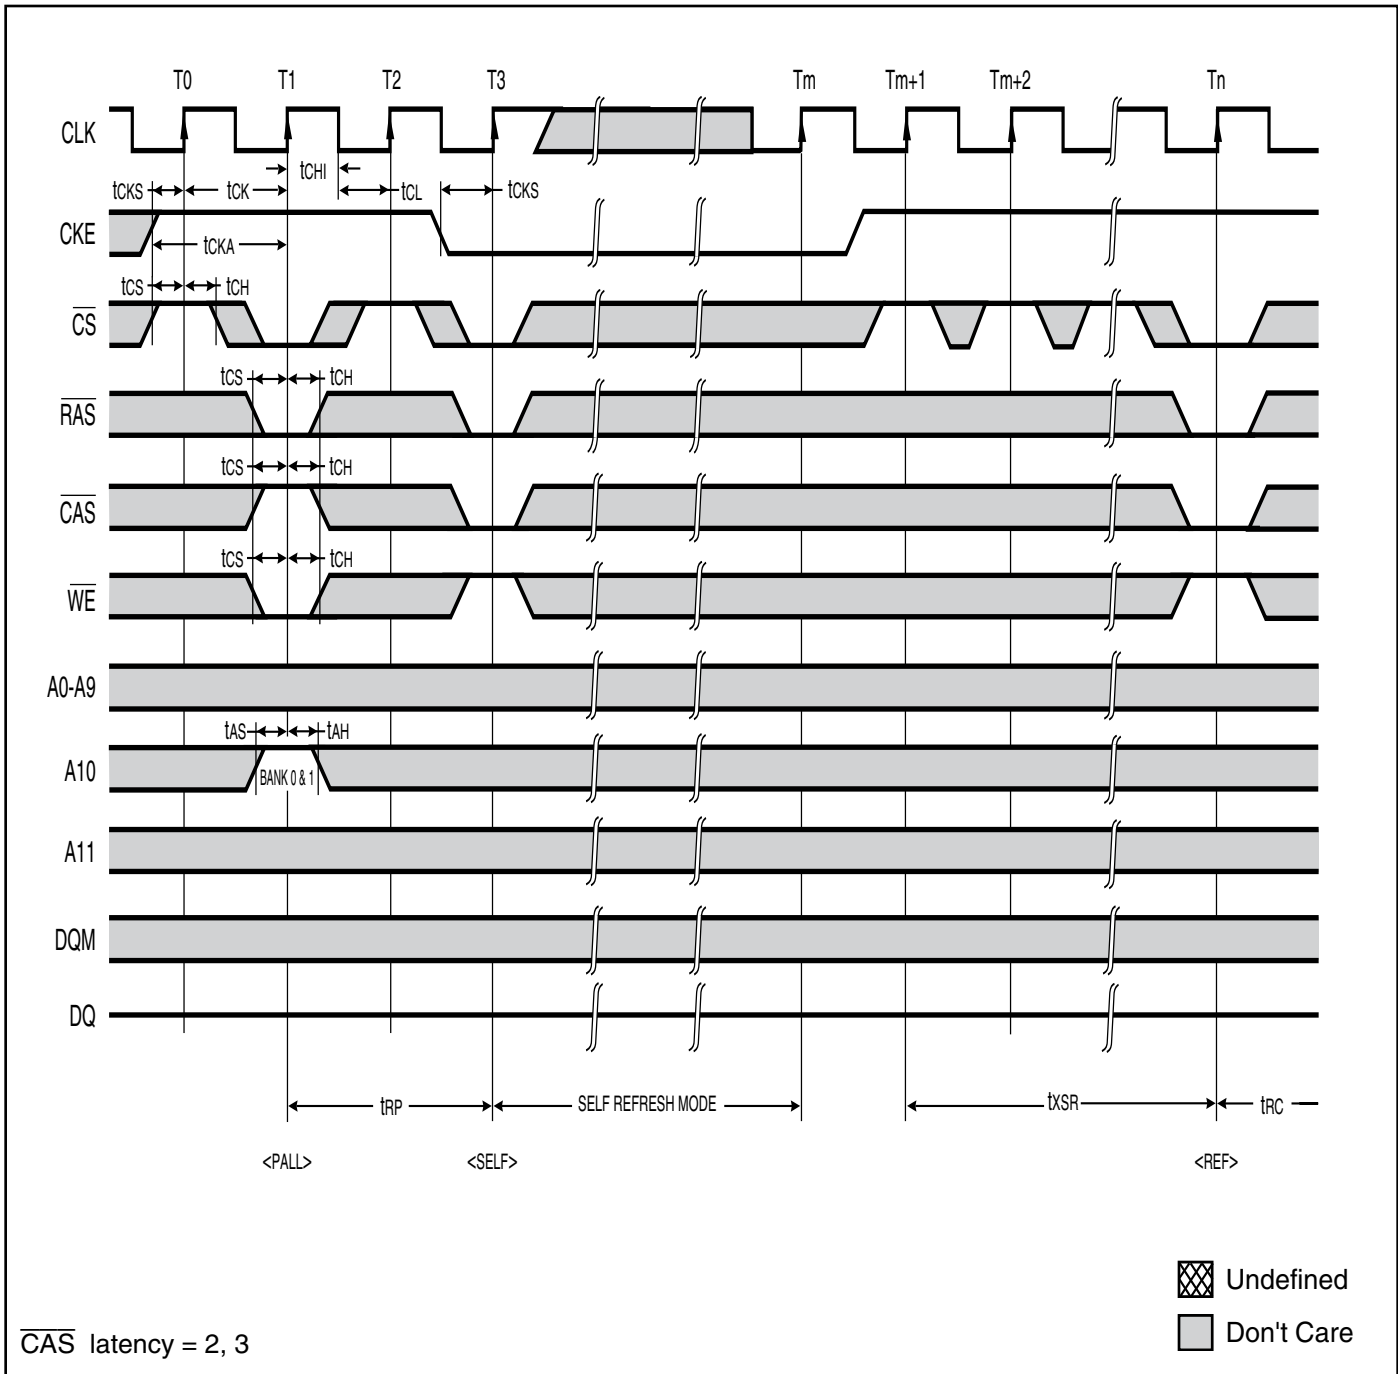 T0 T1 T2 T3 Tm Tm+1 Tm+2 Tn
CLK
tCHI
tCKS tCK tCL tCKS
CKE
tCKA
tCS tCH
CS
tCS tCH
RAS
tCS tCH
CAS
tCS tCH
WE
A0-A9
tAS tAH
A10
BANK 0 & 1
A11
DQM
DQ
tRP SELF REFRESH MODE tXSR tRC
<PALL> <SELF> <REF>
Undefined
Don't Care
CAS latency = 2, 3